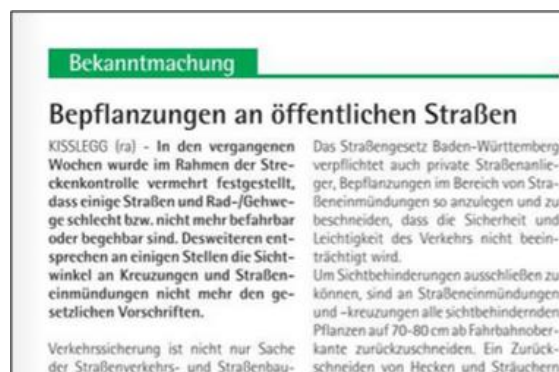 Bekanntmachung
Bepflanzungen an öffentlichen Straßen
KISSLEGG (ra) - In den vergangenen
Wochen wurde im Rahmen der Stre-
ckenkontrolle vermehrt festgestellt,
dass einige Straßen und Rad-/Gehwe-
ge schlecht bzw. nicht mehr befahrbar
oder begehbar sind. Desweiteren ent-
sprechen an einigen Stellen die Sicht-
winkel an Kreuzungen und Straßen-
einmündungen nicht mehr den ge-
setzlichen Vorschriften.
Verkehrssicherung ist nicht nur Sache
der Straßenverkehrs- und Straßenbau-
Das Straßengesetz Baden-Württemberg
verpflichtet auch private Straßenanlie-
ger, Bepflanzungen im Bereich von Stra-
ßeneinmündungen so anzulegen und zu
beschneiden, dass die Sicherheit und
Leichtigkeit des Verkehrs nicht beein-
trächtigt wird.
Um Sichtbehinderungen ausschließen zu
können, sind an Straßeneinmündungen
und -kreuzungen alle sichtbehindernden
Pflanzen auf 70-80 cm ab Fahrbahnober-
kante zurückzuschneiden. Ein Zurück-
schneiden von Hecken und Sträuchern